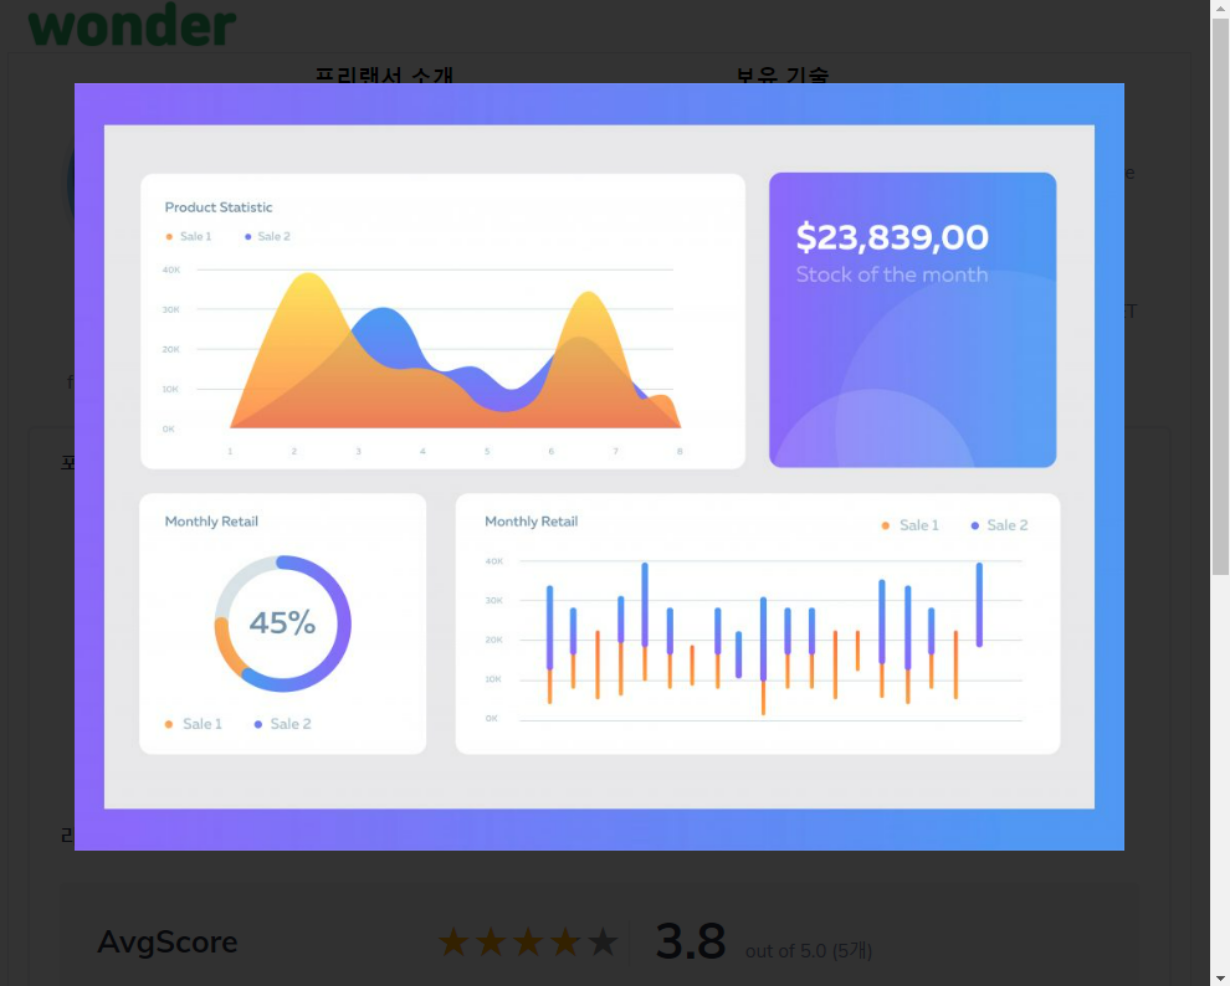 wonder
프리랜서 소개
보유 기술
Product Statistic
Sale 1 Sale 2
40K
30K
20K
10K
0K
1 2 3 4 5 6 7 8
$23,839,00
Stock of the month
Monthly Retail
45%
Sale 1 Sale 2
Monthly Retail
Sale 1 Sale 2
40K
30K
20K
10K
0K
AvgScore
3.8 out of 5.0 (5개)